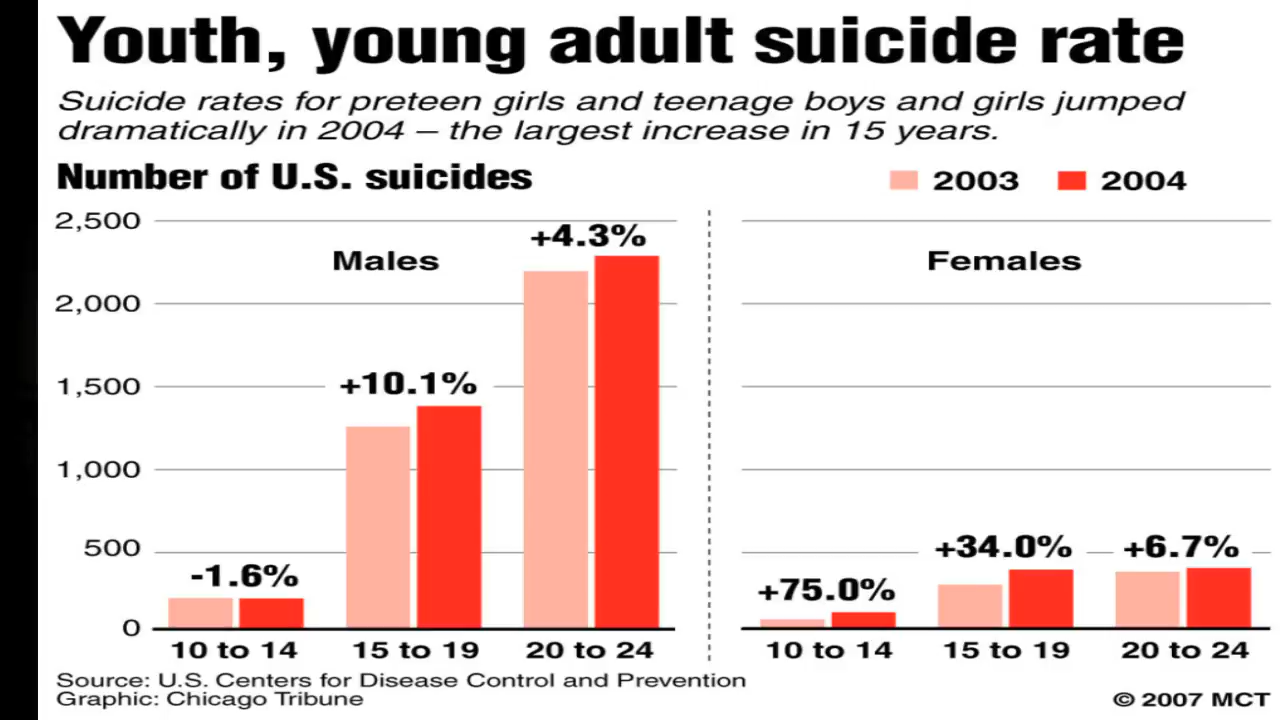 Youth, young adult suicide rate
Suicide rates for preteen girls and teenage boys and girls jumped
dramatically in 2004 – the largest increase in 15 years.
Number of U.S. suicides
2003 2004
2,500
2,000
1,500
1,000
500
0
Males
-1.6%
+10.1%
+4.3%
10 to 14 15 to 19 20 to 24
Females
+75.0%
+34.0%
+6.7%
10 to 14 15 to 19 20 to 24
Source: U.S. Centers for Disease Control and Prevention
Graphic: Chicago Tribune
© 2007 MCT